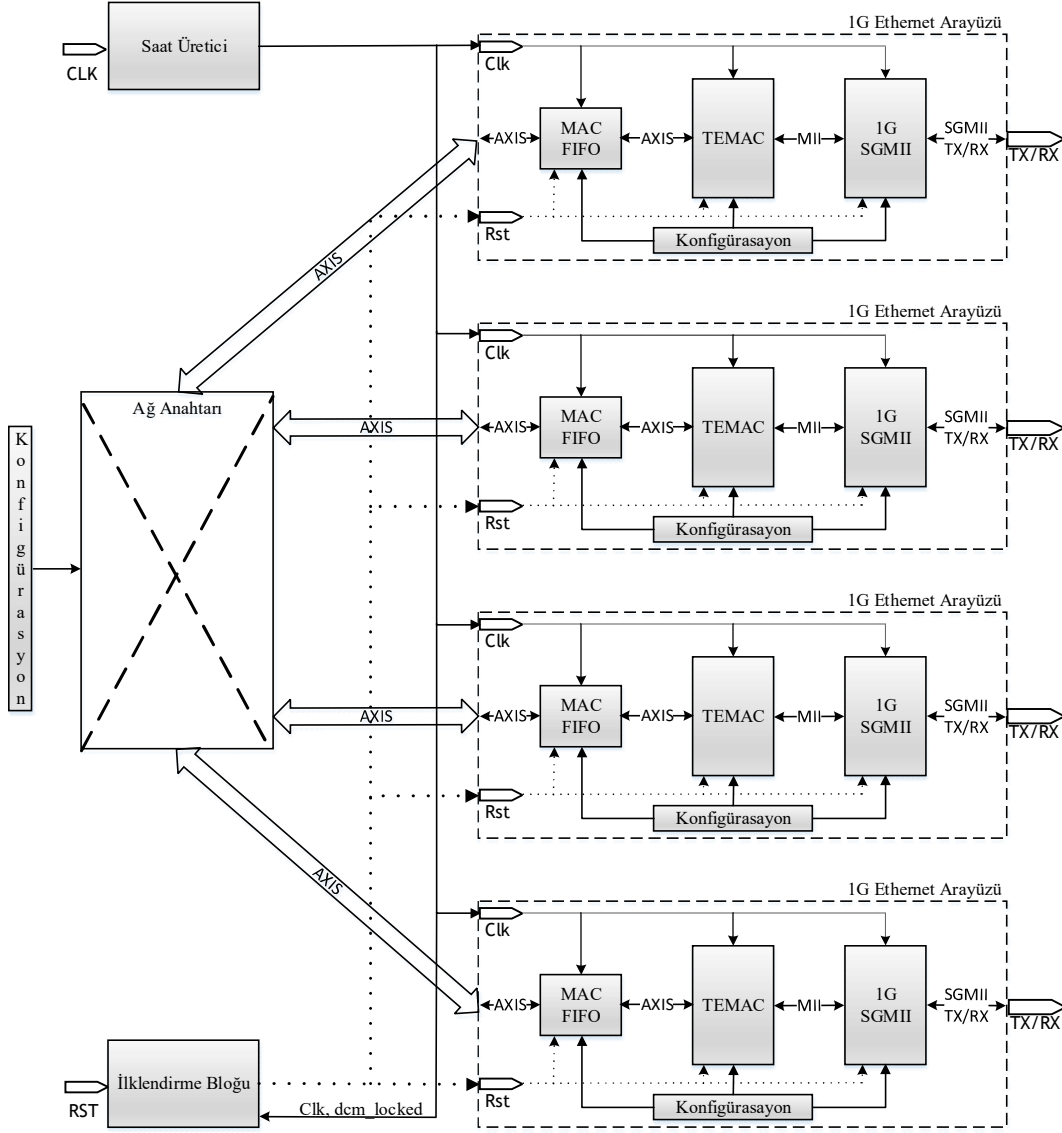 1G Ethernet Arayüzü
Saat Üretici
CLK
Clk
AXIS
MAC
FIFO
AXIS
TEMAC
MII
1G
SGMII
SGMII
TX/RX
TX/RX
Rst
Konfigürasayon
AXIS
1G Ethernet Arayüzü
Clk
Ağ Anahtarı
AXIS
AXIS
MAC
FIFO
AXIS
TEMAC
MII
1G
SGMII
SGMII
TX/RX
TX/RX
Rst
Konfigürasayon
Konfigürasyon
1G Ethernet Arayüzü
Clk
AXIS
AXIS
MAC
FIFO
AXIS
TEMAC
MII
1G
SGMII
SGMII
TX/RX
TX/RX
Rst
Konfigürasayon
AXIS
1G Ethernet Arayüzü
Clk
AXIS
MAC
FIFO
AXIS
TEMAC
MII
1G
SGMII
SGMII
TX/RX
TX/RX
İlklendirme Bloğu
RST
Rst
Clk, dcm_locked
Konfigürasayon